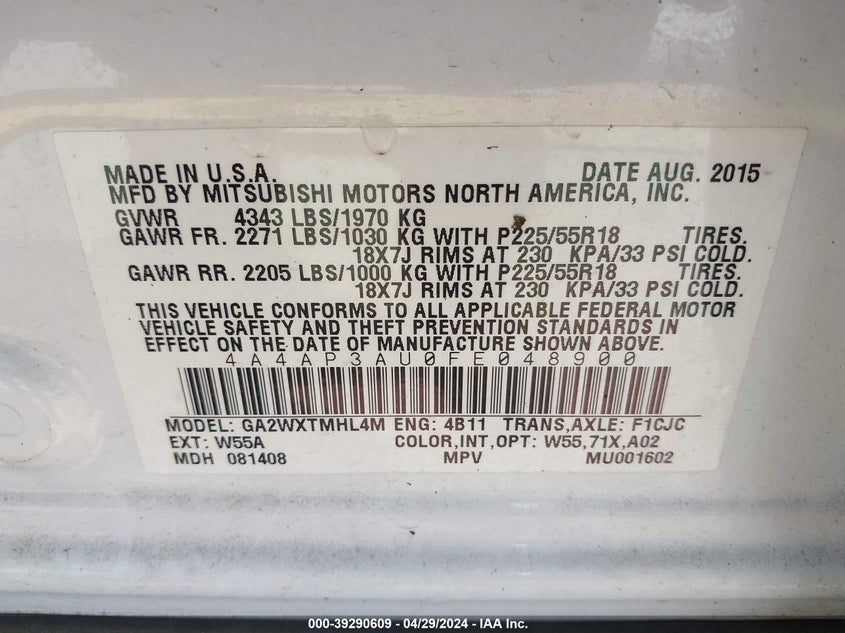 MADE IN U.S.A. DATE AUG. 2015
MFD BY MITSUBISHI MOTORS NORTH AMERICA, INC.
GVWR 4343 LBS/1970 KG
GAWR FR. 2271 LBS/1030 KG WITH P225/55R18 TIRES.
18X7J RIMS AT 230 KPA/33 PSI COLD.
GAWR RR. 2205 LBS/1000 KG WITH P225/55R18 TIRES.
18X7J RIMS AT 230 KPA/33 PSI COLD.
THIS VEHICLE CONFORMS TO ALL APPLICABLE FEDERAL MOTOR
VEHICLE SAFETY AND THEFT PREVENTION STANDARDS IN
EFFECT ON THE DATE OF MANUFACTURE SHOWN ABOVE.
4A4AP3AU0FE048900
MODEL: GA2WXTMHL4M ENG: 4B11 TRANS,AXLE: F1CJC
EXT: W55A COLOR,INT,OPT: W55,71X,A02
MDH 081408 MPV MU001602
000-39290609 - 04/29/2024 - IAA Inc.